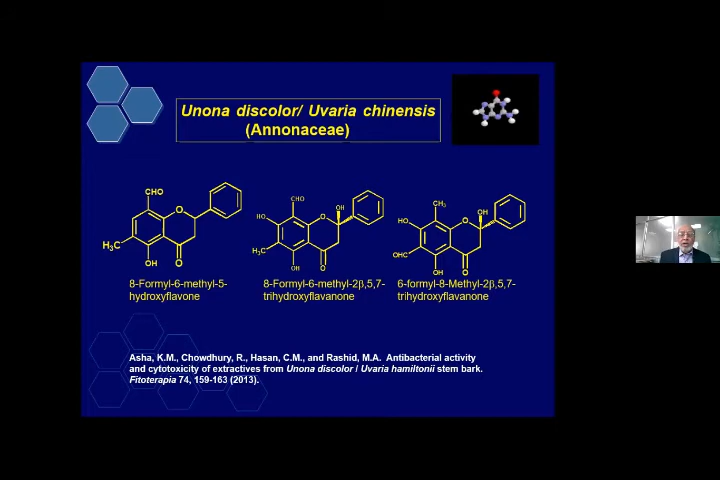 Unona discolor/ Uvaria chinensis
(Annonaceae)
CHO
O
H₃C
OH
O
CHO
HO
O
OH
H₃C
OH
O
CH₃
HO
O
OH
OHC
OH
O
8-Formyl-6-methyl-5-
hydroxyflavone
8-Formyl-6-methyl-2β,5,7-
trihydroxyflavanone
6-formyl-8-Methyl-2β,5,7-
trihydroxyflavanone
Asha, K.M., Chowdhury, R., Hasan, C.M., and Rashid, M.A. Antibacterial activity
and cytotoxicity of extractives from Unona discolor / Uvaria hamiltonii stem bark.
Fitoterapia 74, 159-163 (2013).